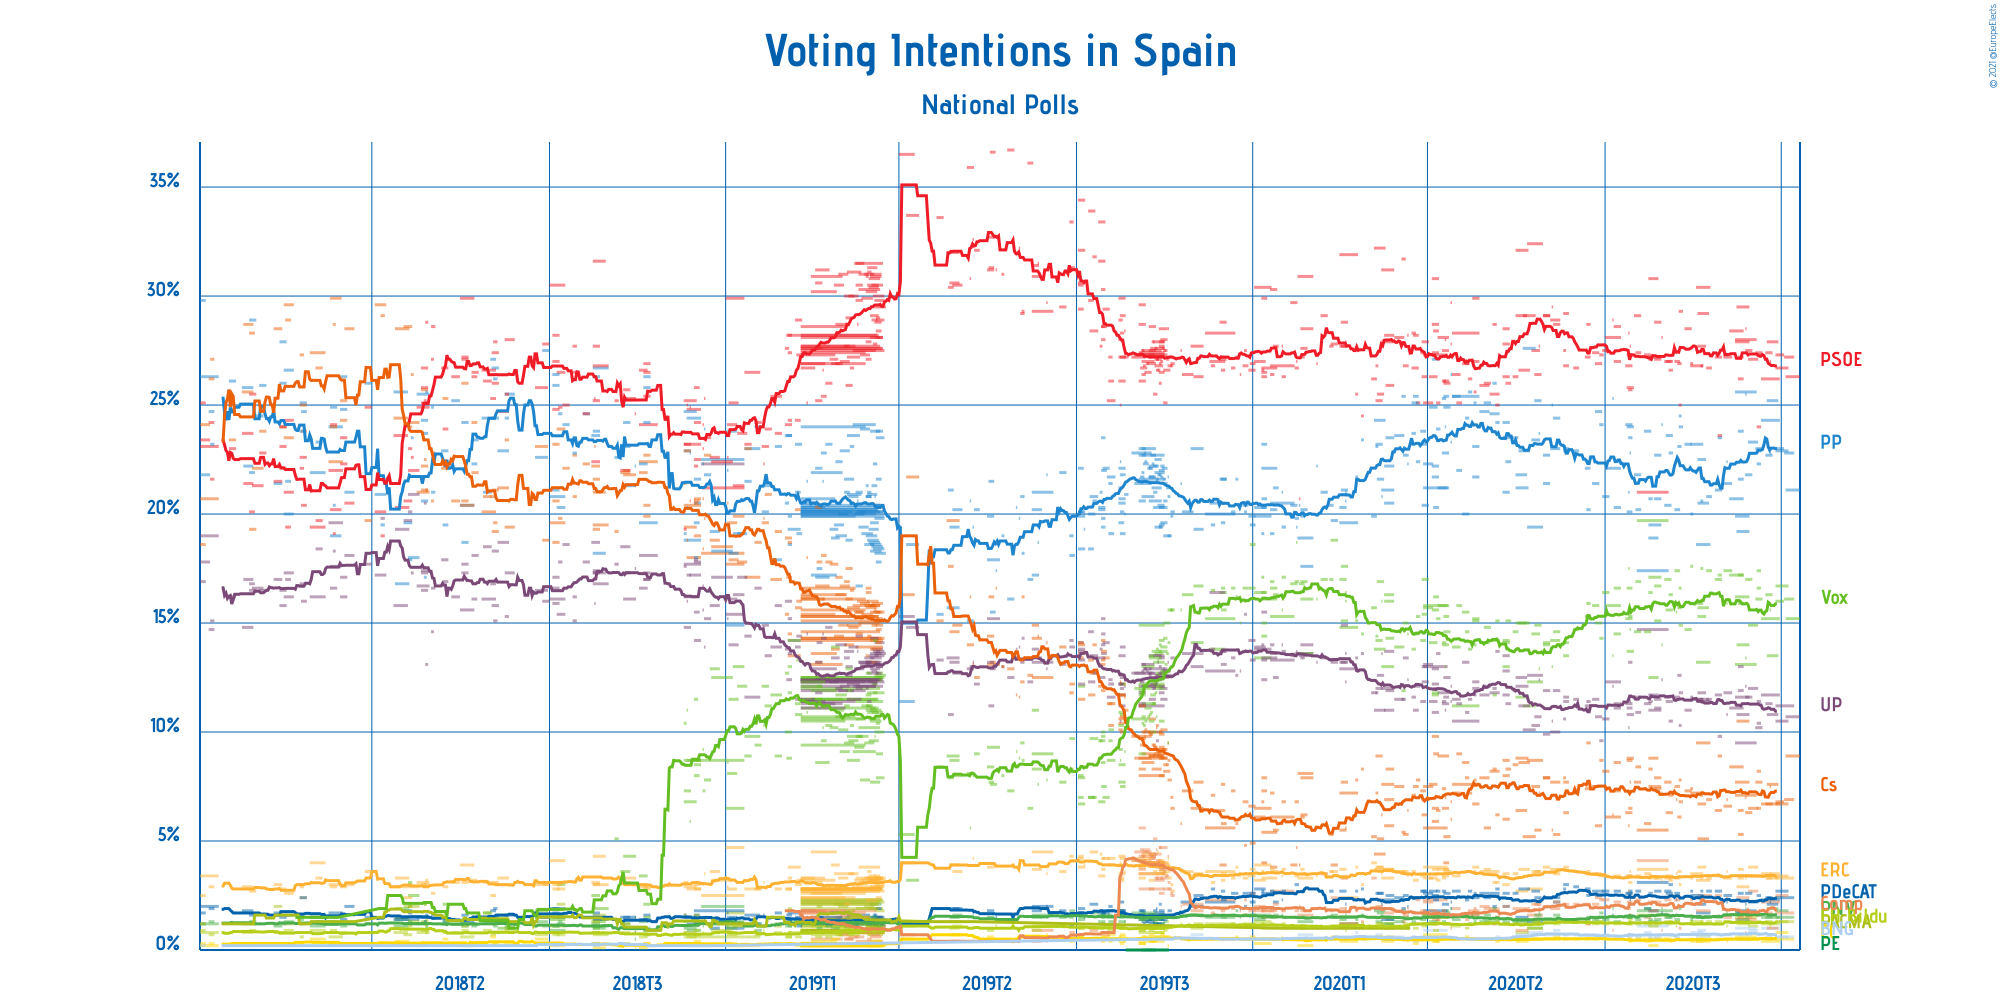 Voting Intentions in Spain
National Polls
© 2021 @EuropeElects
35%
30%
25%
20%
15%
10%
5%
0%
PSOE
PP
Vox
UP
Cs
ERC
PDeCAT
BNG
PE
2018T2
2018T3
2019T1
2019T2
2019T3
2020T1
2020T2
2020T3